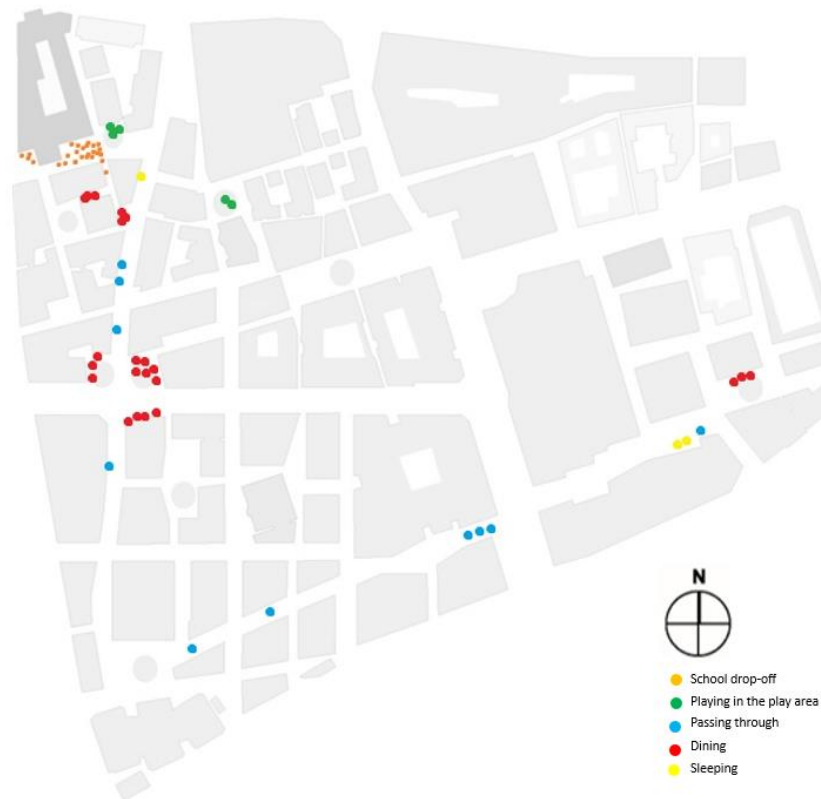 N
School drop-off
Playing in the play area
Passing through
Dining
Sleeping